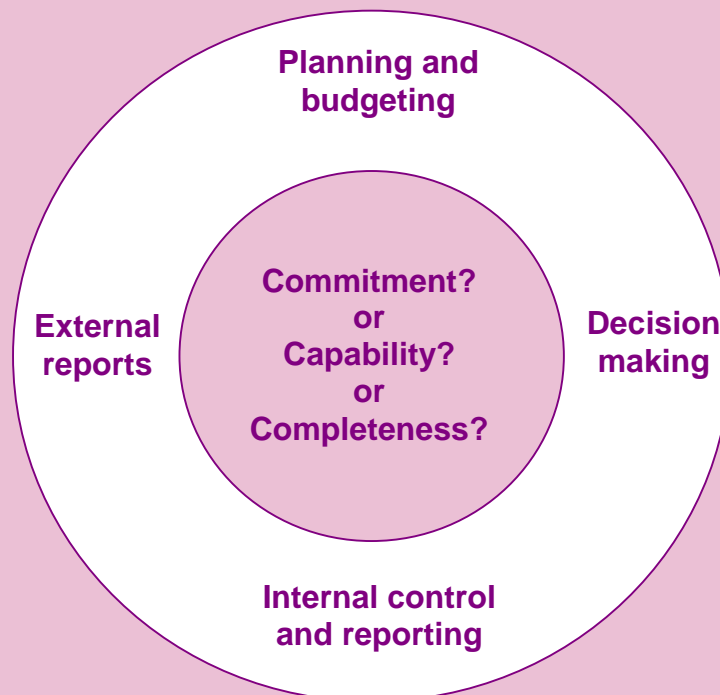 Planning and
budgeting
Commitment?
or
Capability?
or
Completeness?
External
reports
Decision
making
Internal control
and reporting